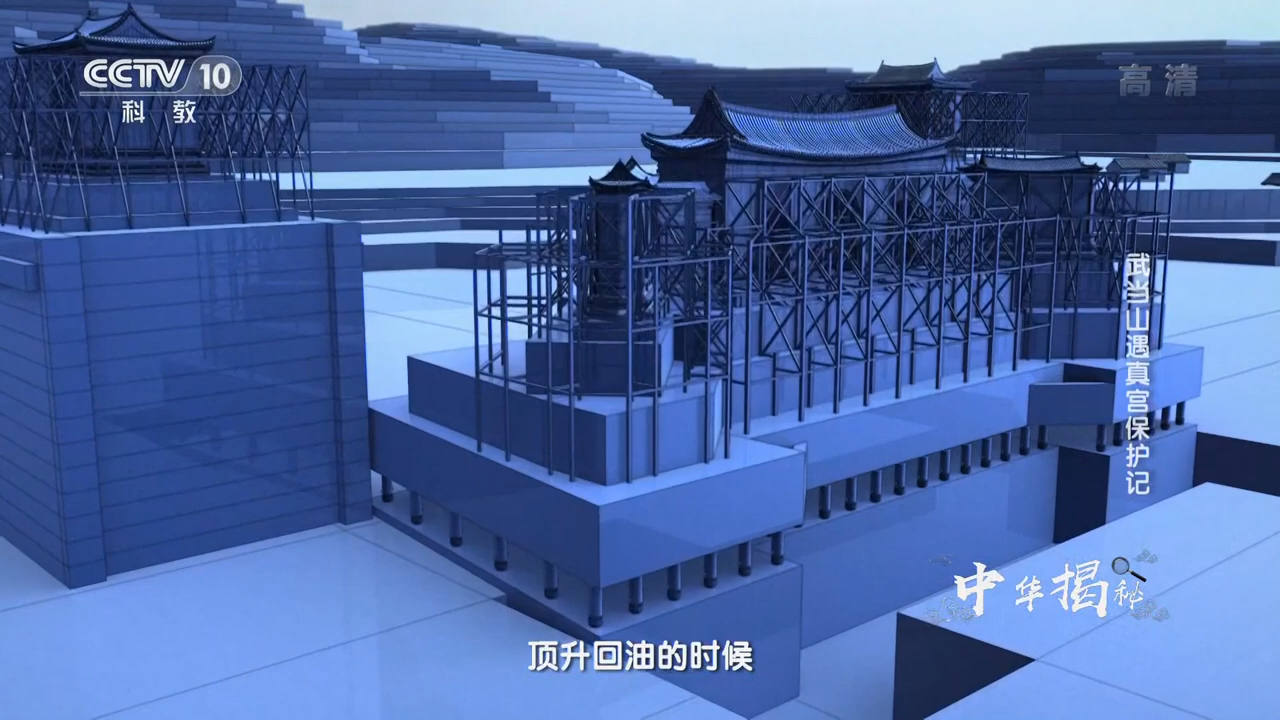 CCTV 10
科教
高清
武当山遇真宫保护记
中华揭秘
顶升回油的时候